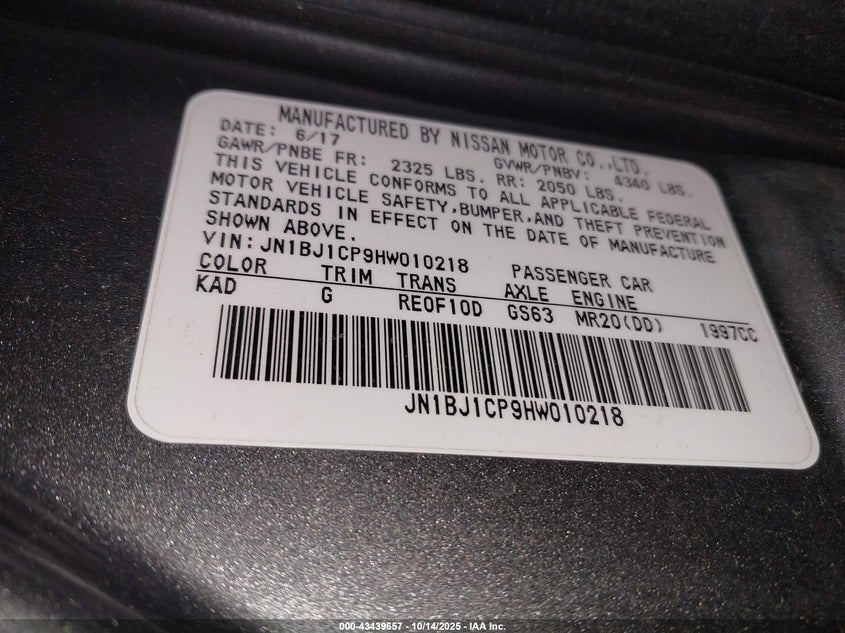 MANUFACTURED BY NISSAN MOTOR CO.,LTD.
DATE: 6/17 GVWR/PNBV: 4340 LBS.
GAWR/PNBE FR: 2325 LBS. RR: 2050 LBS.
THIS VEHICLE CONFORMS TO ALL APPLICABLE FEDERAL
MOTOR VEHICLE SAFETY,BUMPER,AND THEFT PREVENTION
STANDARDS IN EFFECT ON THE DATE OF MANUFACTURE
SHOWN ABOVE.
VIN:JN1BJ1CP9HW010218 PASSENGER CAR
COLOR TRIM TRANS AXLE ENGINE
KAD G RE0F10D GS63 MR20(DD) 1997CC
JN1BJ1CP9HW010218
000-43439657 - 10/14/2025 - IAA Inc.